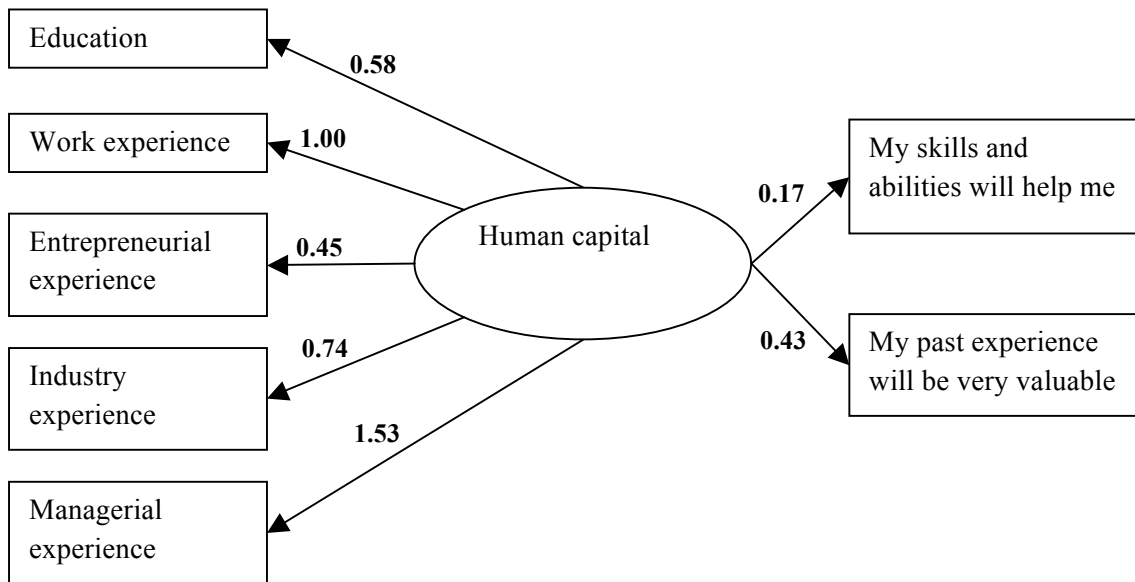 Education
0.58
Work experience
1.00
Entrepreneurial
experience
0.45
Industry
experience
0.74
Managerial
experience
1.53
Human capital
My skills and
abilities will help me
0.17
My past experience
will be very valuable
0.43